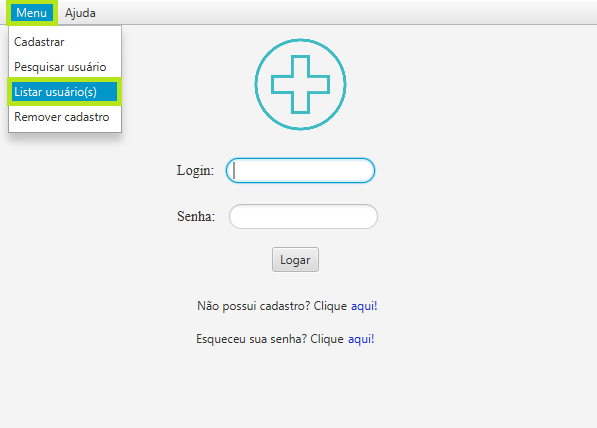 Menu Ajuda
Cadastrar
Pesquisar usuário
Listar usuário(s)
Remover cadastro
Login:
Senha:
Logar
Não possui cadastro? Clique aqui!
Esqueceu sua senha? Clique aqui!